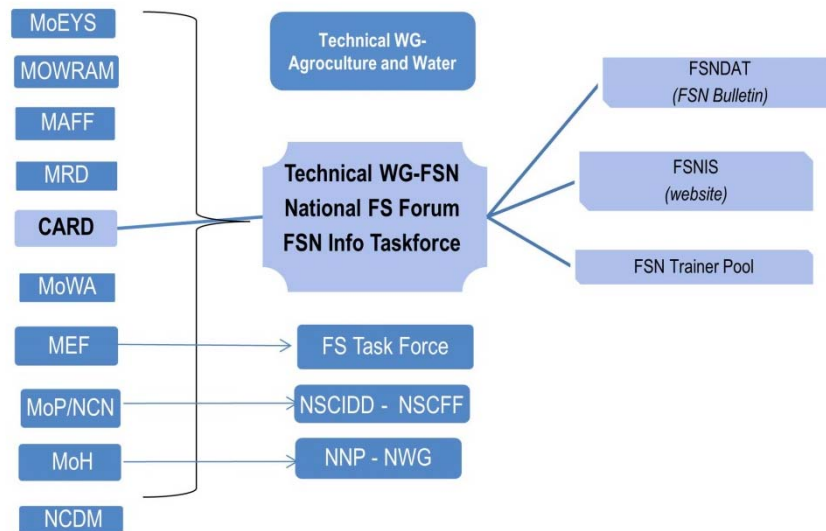 MoEYS
MOWRAM
MAFF
MRD
CARD
MoWA
MEF
MoP/NCN
MoH
NCDM
Technical WG-
Agroculture and Water
Technical WG-FSN
National FS Forum
FSN Info Taskforce
FS Task Force
NSCIDD - NSCFF
NNP - NWG
FSNDAT
(FSN Bulletin)
FSNIS
(website)
FSN Trainer Pool